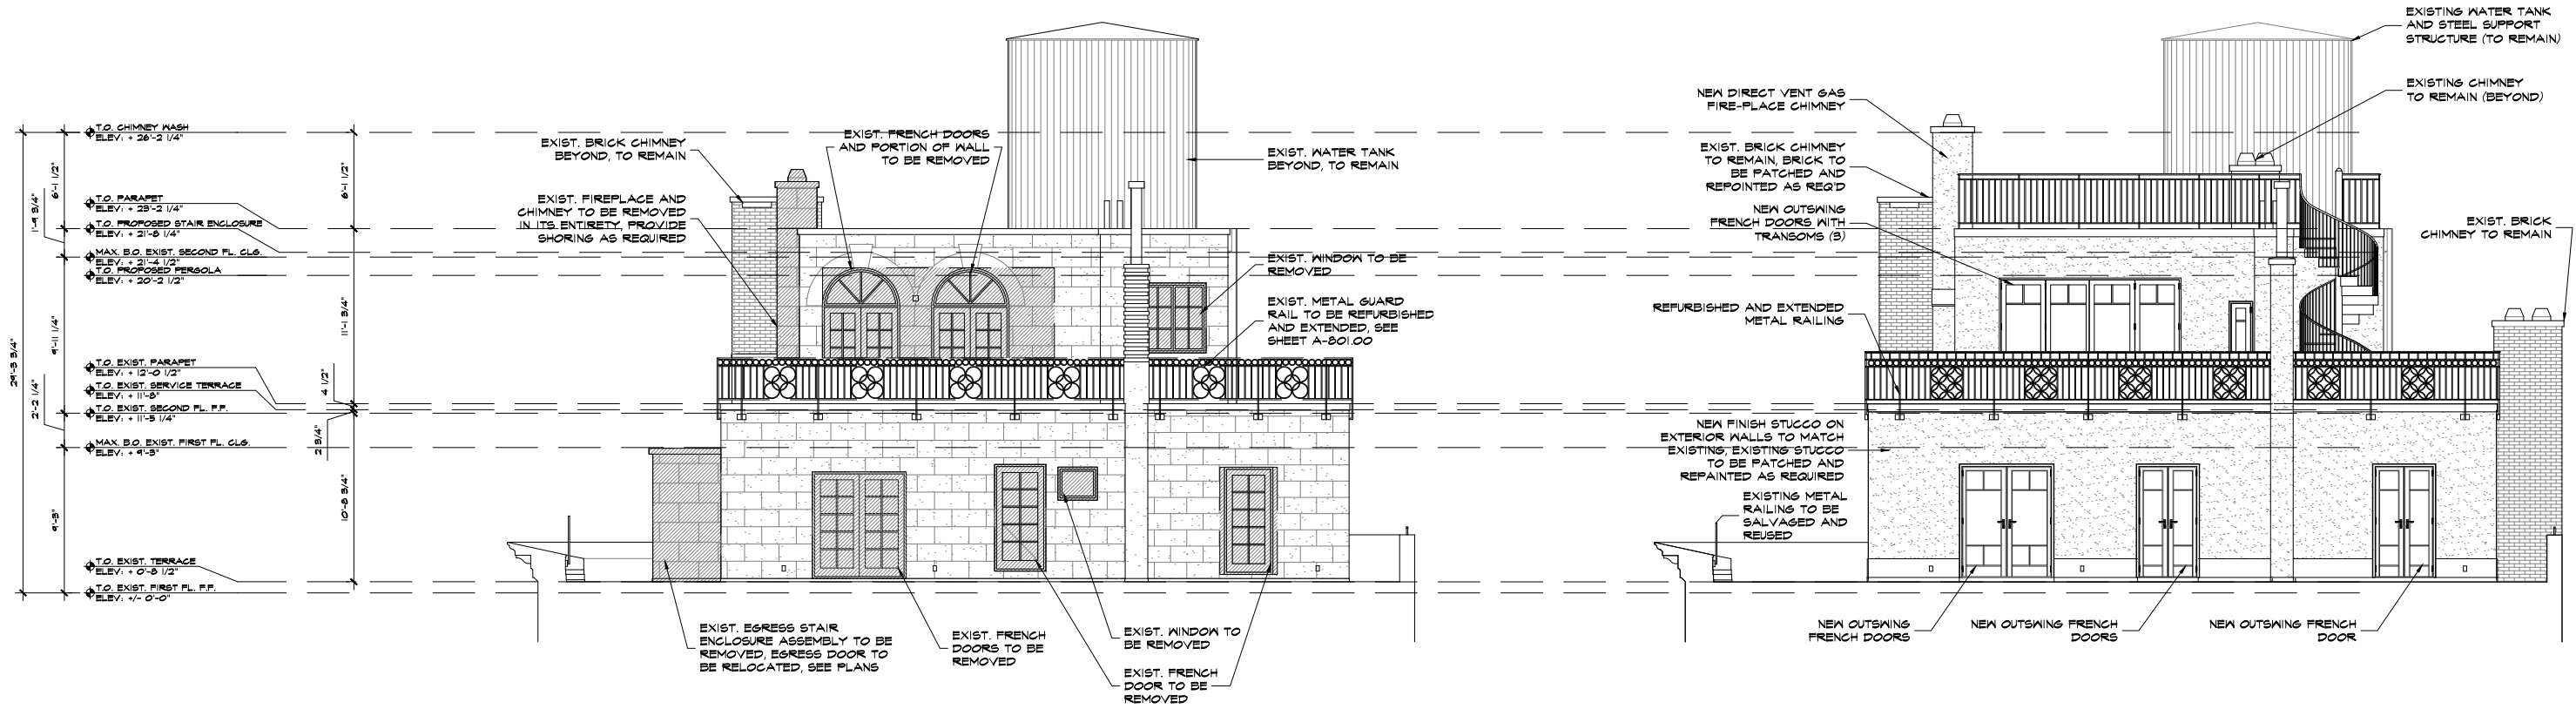 T.O. CHIMNEY WASH
ELEV: + 26'-2 1/4"
T.O. PARAPET
ELEV: + 23'-2 1/4"
T.O. PROPOSED STAIR ENCLOSURE
ELEV: + 21'-8 1/4"
MAX. B.O. EXIST. SECOND FL. CLG.
ELEV: + 21'-4 1/2"
T.O. PROPOSED PERGOLA
ELEV: + 20'-2 1/2"
T.O. EXIST. PARAPET
ELEV: + 12'-0 1/2"
T.O. EXIST. SERVICE TERRACE
ELEV: + 11'-8"
T.O. EXIST. SECOND FL. F.F.
ELEV: + 11'-5 1/4"
MAX. B.O. EXIST. FIRST FL. CLG.
ELEV: + 9'-3"
T.O. EXIST. TERRACE
ELEV: + 0'-8 1/2"
T.O. EXIST. FIRST FL. F.F.
ELEV: +/- 0'-0"
29'-3 3/4"
1'-9 3/4"
2'-2 1/4"
6'-1 1/2"
9'-11 1/4"
9'-3"
6'-1 1/2"
11'-1 3/4"
4 1/2"
2 3/4"
10'-8 3/4"
EXIST. BRICK CHIMNEY
BEYOND, TO REMAIN
EXIST. FIREPLACE AND
CHIMNEY TO BE REMOVED
IN ITS ENTIRETY, PROVIDE
SHORING AS REQUIRED
EXIST. FRENCH DOORS
AND PORTION OF WALL
TO BE REMOVED
EXIST. WATER TANK
BEYOND, TO REMAIN
EXIST. WINDOW TO BE
REMOVED
EXIST. METAL GUARD
RAIL TO BE REFURBISHED
AND EXTENDED, SEE
SHEET A-801.00
EXIST. EGRESS STAIR
ENCLOSURE ASSEMBLY TO BE
REMOVED, EGRESS DOOR TO
BE RELOCATED, SEE PLANS
EXIST. FRENCH
DOORS TO BE
REMOVED
EXIST. WINDOW TO
BE REMOVED
EXIST. FRENCH
DOOR TO BE
REMOVED
NEW DIRECT VENT GAS
FIRE-PLACE CHIMNEY
EXIST. BRICK CHIMNEY
TO REMAIN, BRICK TO
BE PATCHED AND
REPOINTED AS REQ'D
NEW OUTSWING
FRENCH DOORS WITH
TRANSOMS (3)
REFURBISHED AND EXTENDED
METAL RAILING
NEW FINISH STUCCO ON
EXTERIOR WALLS TO MATCH
EXISTING, EXISTING STUCCO
TO BE PATCHED AND
REPAINTED AS REQUIRED
EXISTING METAL
RAILING TO BE
SALVAGED AND
REUSED
EXISTING WATER TANK
AND STEEL SUPPORT
STRUCTURE (TO REMAIN)
EXISTING CHIMNEY
TO REMAIN (BEYOND)
EXIST. BRICK
CHIMNEY TO REMAIN
NEW OUTSWING
FRENCH DOORS
NEW OUTSWING FRENCH
DOORS
NEW OUTSWING FRENCH
DOOR